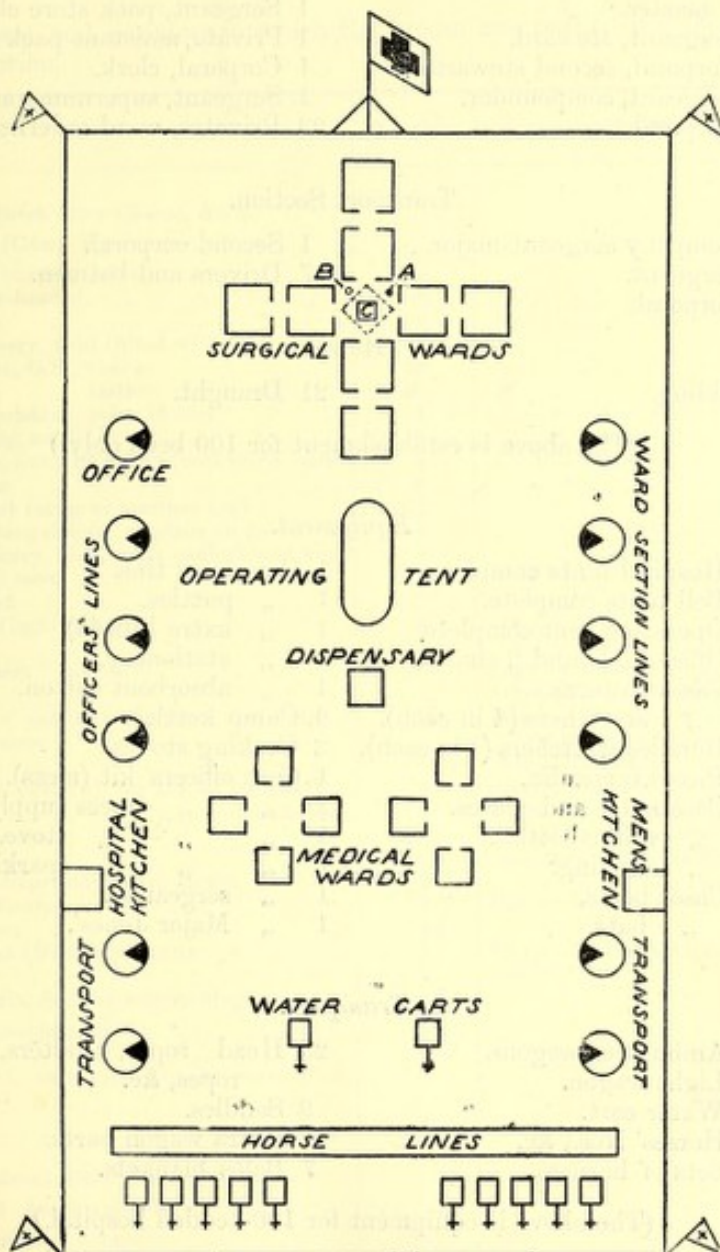 B A
C
SURGICAL WARDS
OFFICE
OFFICERS' LINES
WARD SECTION LINES
OPERATING TENT
DISPENSARY
HOSPITAL KITCHEN
MENS KITCHEN
MEDICAL
WARDS
TRANSPORT
TRANSPORT
WATER CARTS
HORSE LINES